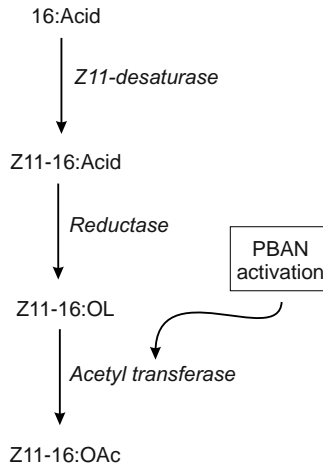 16:Acid
Z11-desaturase
Z11-16:Acid
Reductase
PBAN
activation
Z11-16:OL
Acetyl transferase
Z11-16:OAc